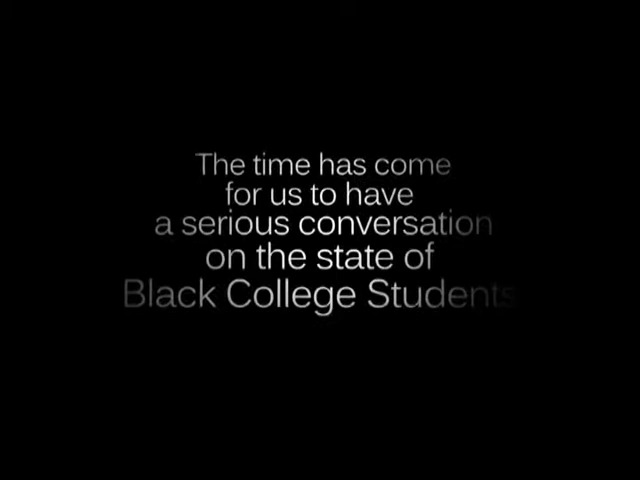 The time has come
for us to have
a serious conversation
on the state of
Black College Students